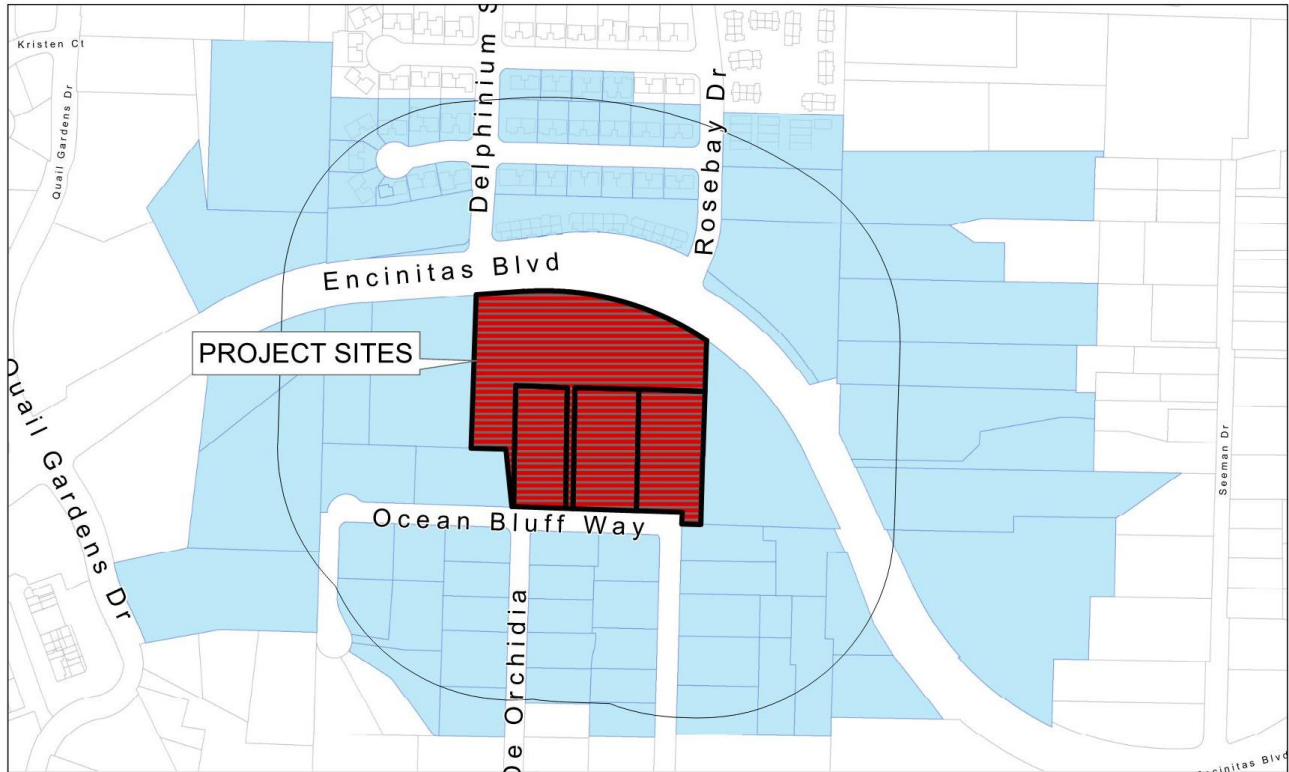 Kristen Ct
Quail Gardens Dr
Delphinium S
Rosebay Dr
Encinitas Blvd
PROJECT SITES
Quail Gardens Dr
Seeman Dr
Ocean Bluff Way
De Orchidia
Encinitas Blvd